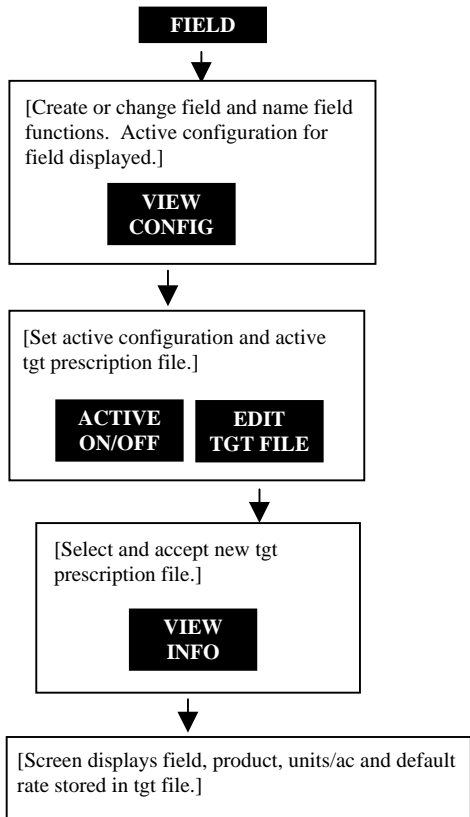 FIELD
[Create or change field and name field
functions.  Active configuration for
field displayed.]
VIEW
CONFIG
[Set active configuration and active
tgt prescription file.]
ACTIVE
ON/OFF
EDIT
TGT FILE
[Select and accept new tgt
prescription file.]
VIEW
INFO
[Screen displays field, product, units/ac and default
rate stored in tgt file.]